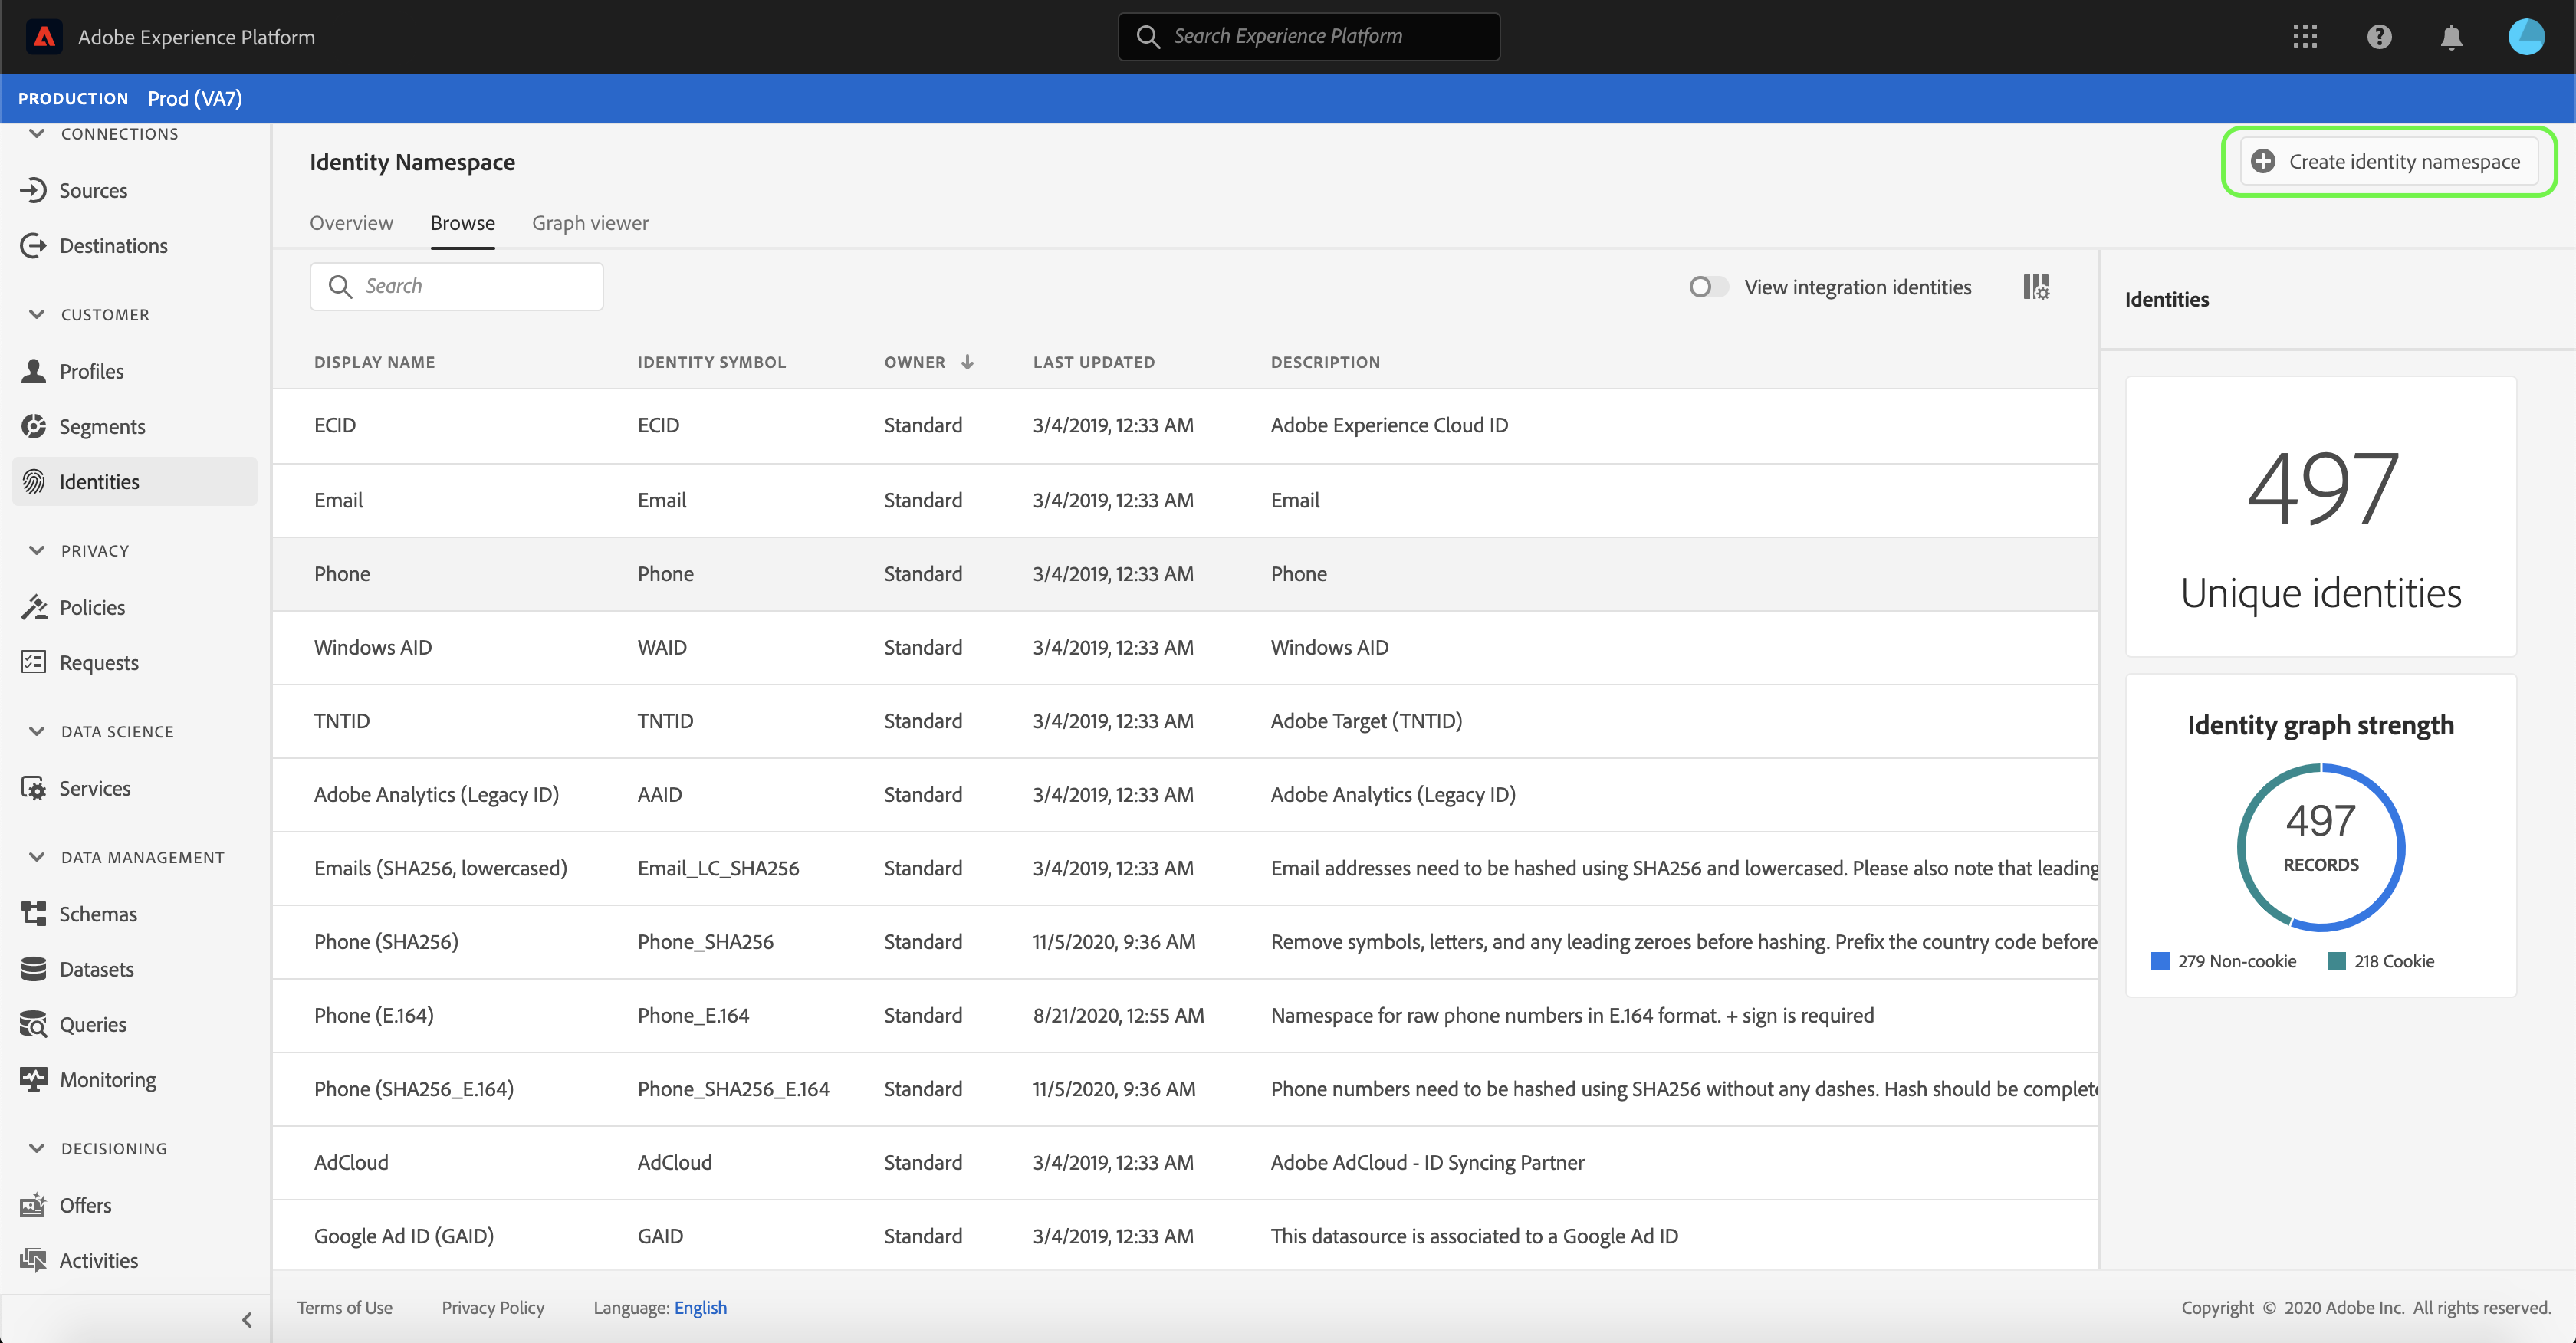 Adobe Experience Platform
Search Experience Platform
PRODUCTION Prod (VA7)
CONNECTIONS
Sources
Destinations
CUSTOMER
Profiles
Segments
Identities
PRIVACY
Policies
Requests
DATA SCIENCE
Services
DATA MANAGEMENT
Schemas
Datasets
Queries
Monitoring
DECISIONING
Offers
Activities
Identity Namespace
Create identity namespace
Overview Browse Graph viewer
Search
View integration identities
DISPLAY NAME IDENTITY SYMBOL OWNER LAST UPDATED DESCRIPTION
ECID ECID Standard 3/4/2019, 12:33 AM Adobe Experience Cloud ID
Email Email Standard 3/4/2019, 12:33 AM Email
Phone Phone Standard 3/4/2019, 12:33 AM Phone
Windows AID WAID Standard 3/4/2019, 12:33 AM Windows AID
TNTID TNTID Standard 3/4/2019, 12:33 AM Adobe Target (TNTID)
Adobe Analytics (Legacy ID) AAID Standard 3/4/2019, 12:33 AM Adobe Analytics (Legacy ID)
Emails (SHA256, lowercased) Email_LC_SHA256 Standard 3/4/2019, 12:33 AM Email addresses need to be hashed using SHA256 and lowercased. Please also note that leading
Phone (SHA256) Phone_SHA256 Standard 11/5/2020, 9:36 AM Remove symbols, letters, and any leading zeroes before hashing. Prefix the country code before
Phone (E.164) Phone_E.164 Standard 8/21/2020, 12:55 AM Namespace for raw phone numbers in E.164 format. + sign is required
Phone (SHA256_E.164) Phone_SHA256_E.164 Standard 11/5/2020, 9:36 AM Phone numbers need to be hashed using SHA256 without any dashes. Hash should be complet
AdCloud AdCloud Standard 3/4/2019, 12:33 AM Adobe AdCloud - ID Syncing Partner
Google Ad ID (GAID) GAID Standard 3/4/2019, 12:33 AM This datasource is associated to a Google Ad ID
Identities
497
Unique identities
Identity graph strength
497
RECORDS
279 Non-cookie 218 Cookie
Terms of Use Privacy Policy Language: English
Copyright © 2020 Adobe Inc. All rights reserved.